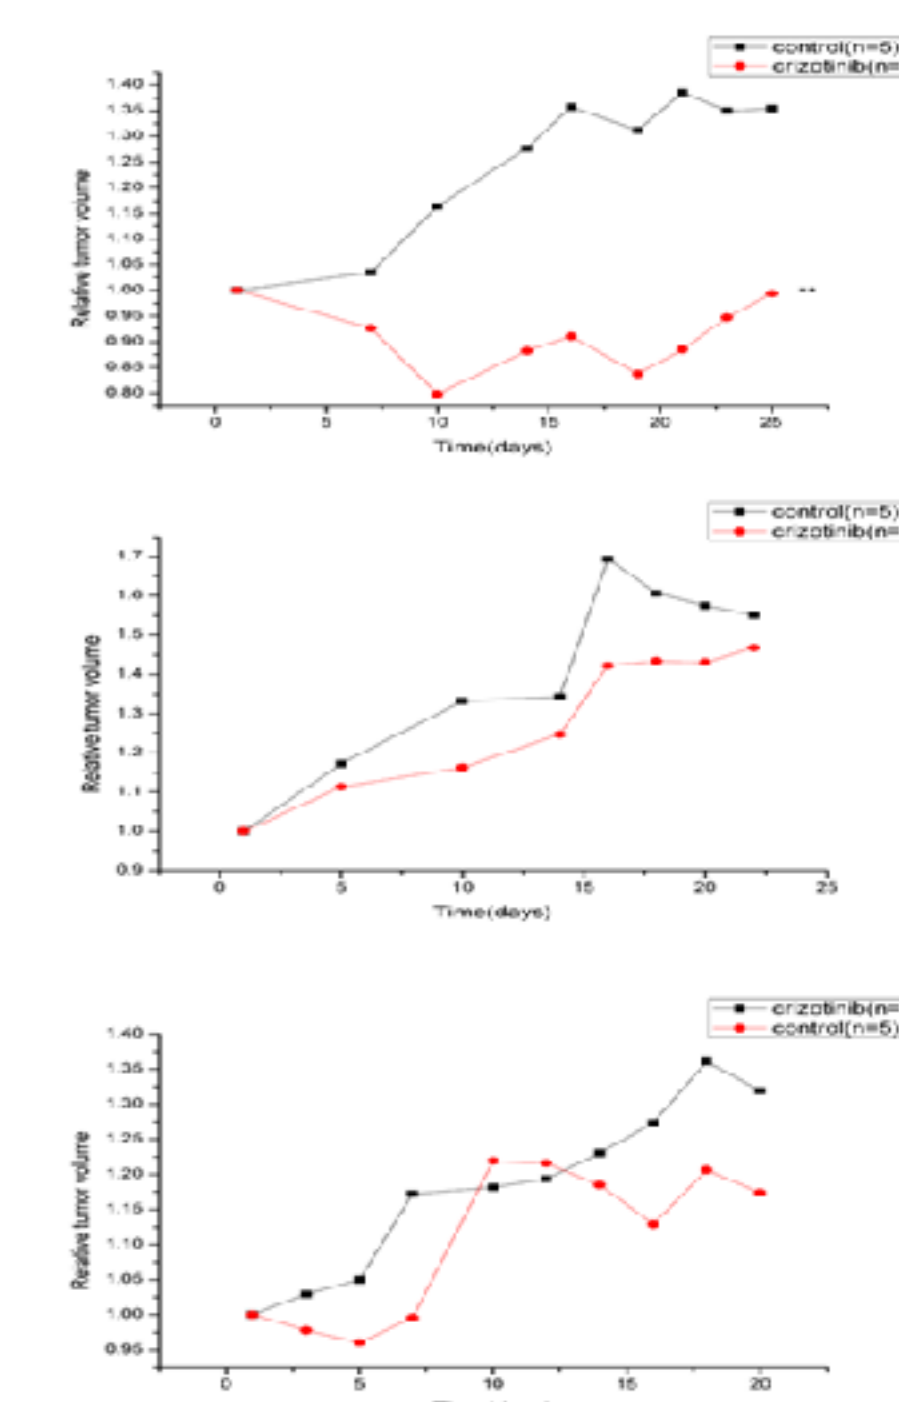 control(n=5)
crizotinib(n=
1.40
1.35
1.30
1.25
1.20
1.15
1.10
1.05
1.00
0.95
0.90
0.85
0.80
Relative tumor volume
**
0 5 10 15 20 25
Time(days)
control(n=5)
crizotinib(n=
1.7
1.6
1.5
1.4
1.3
1.2
1.1
1.0
0.9
Relative tumor volume
0 5 10 15 20 25
Time(days)
crizotinib(n=
control(n=5)
1.40
1.35
1.30
1.25
1.20
1.15
1.10
1.05
1.00
0.95
Relative tumor volume
0 5 10 15 20